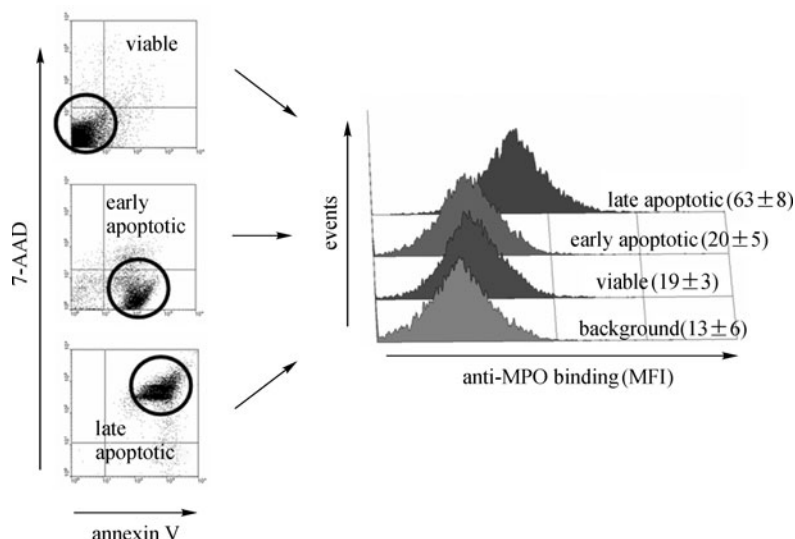 viable
early
apoptotic
late
apoptotic
7-AAD
annexin V
events
late apoptotic (63±8)
early apoptotic (20±5)
viable (19±3)
background (13±6)
anti-MPO binding (MFI)